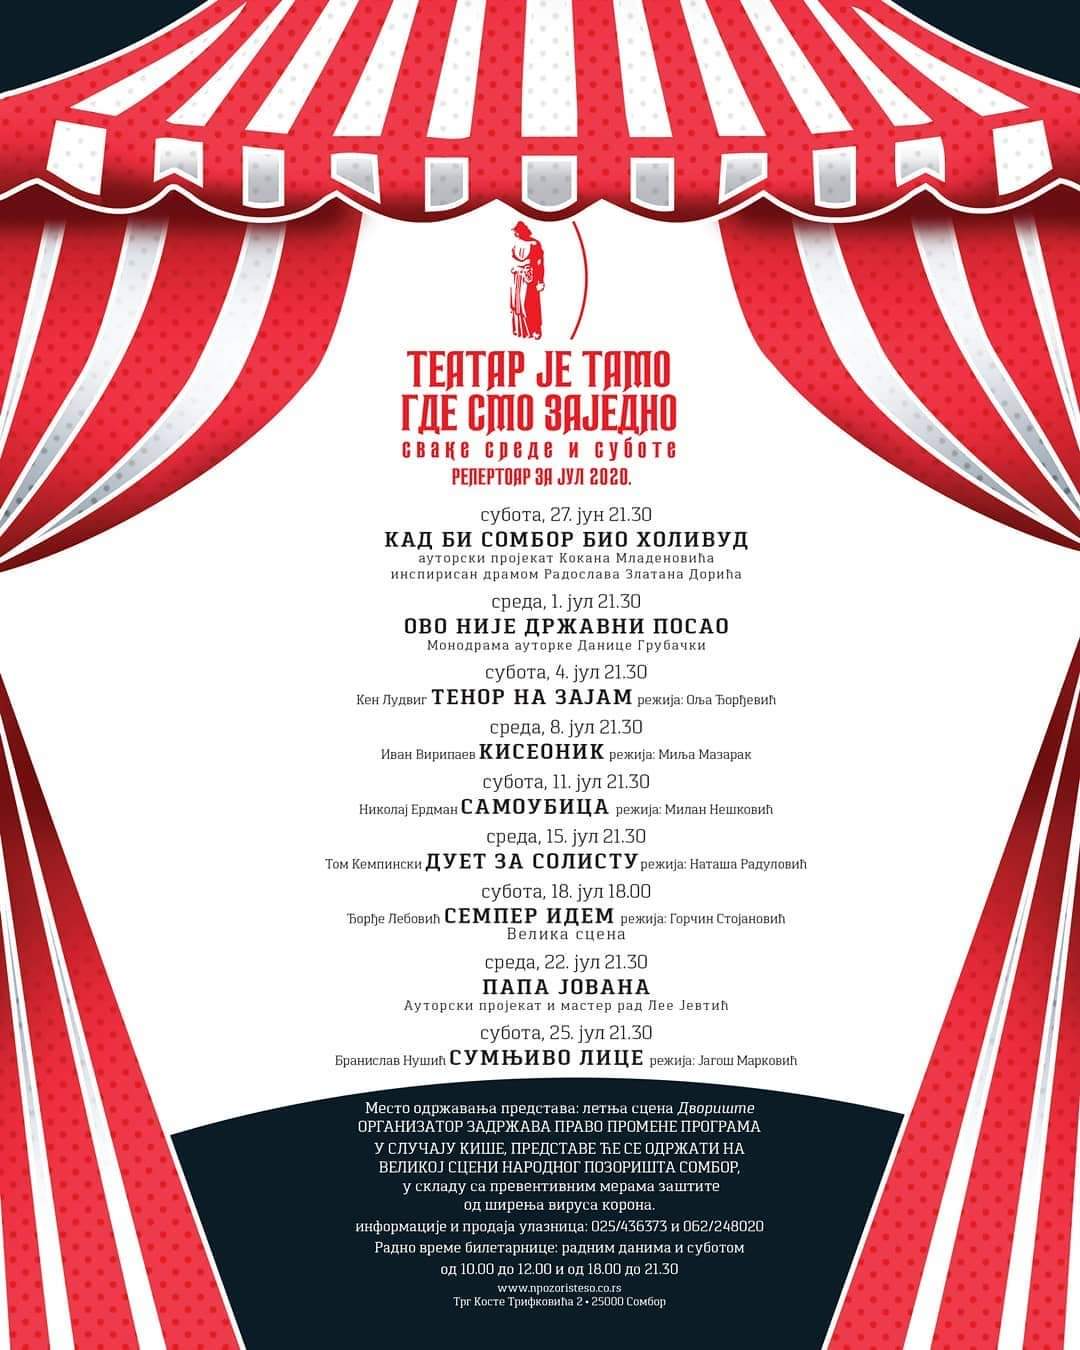 ТЕАТАР ЈЕ ТАМО
ГДЕ СМО ЗАЈЕДНО
сваке среде и суботе
РЕПЕРТОАР ЗА ЈУЛ 2020.
субота, 27. јун 21.30
КАД БИ СОМБОР БИО ХОЛИВУД
ауторски пројекат Кокана Младеновића
инспирисан драмом Радослава Златана Дорића
среда, 1. јул 21.30
ОВО НИЈЕ ДРЖАВНИ ПОСАО
Монодрама ауторке Данице Грубачки
субота, 4. јул 21.30
Кен Лудвиг ТЕНОР НА ЗАЈАМ режија: Оља Ђорђевић
среда, 8. јул 21.30
Иван Вирипаев КИСЕОНИК режија: Миља Мазарак
субота, 11. јул 21.30
Николај Ердман САМОУБИЦА режија: Милан Нешковић
среда, 15. јул 21.30
Том Кемпински ДУЕТ ЗА СОЛИСТУ режија: Наташа Радуловић
субота, 18. јул 18.00
Ђорђе Лебовић СЕМПЕР ИДЕМ режија: Горчин Стојановић
Велика сцена
среда, 22. јул 21.30
ПАПА ЈОВАНА
Ауторски пројекат и мастер рад Лее Јевтић
субота, 25. јул 21.30
Бранислав Нушић СУМЊИВО ЛИЦЕ режија: Јагош Марковић
Место одржавања представа: летња сцена Двориште
ОРГАНИЗАТОР ЗАДРЖАВА ПРАВО ПРОМЕНЕ ПРОГРАМА
У СЛУЧАЈУ КИШЕ, ПРЕДСТАВЕ ЋЕ СЕ ОДРЖАТИ НА
ВЕЛИКОЈ СЦЕНИ НАРОДНОГ ПОЗОРИШТА СОМБОР,
у складу са превентивним мерама заштите
од ширења вируса корона.
информације и продаја улазница: 025/436373 и 062/248020
Радно време билетарнице: радним данима и суботом
од 10.00 до 12.00 и од 18.00 до 21.30
www.npozoristeso.co.rs
Трг Косте Трифковића 2 • 25000 Сомбор